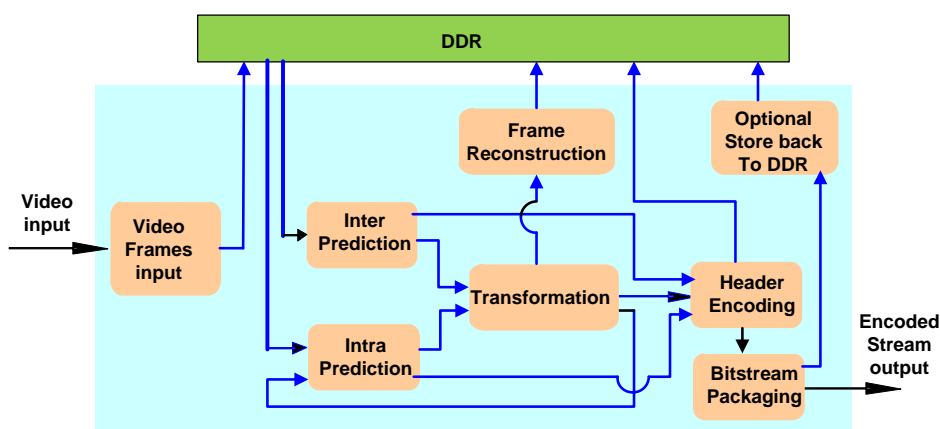 DDR
Optional
Store back
To DDR
Frame
Reconstruction
Video
input
Video
Frames
input
Inter
Prediction
Transformation
Header
Encoding
Intra
Prediction
Bitstream
Packaging
Encoded
Stream
output